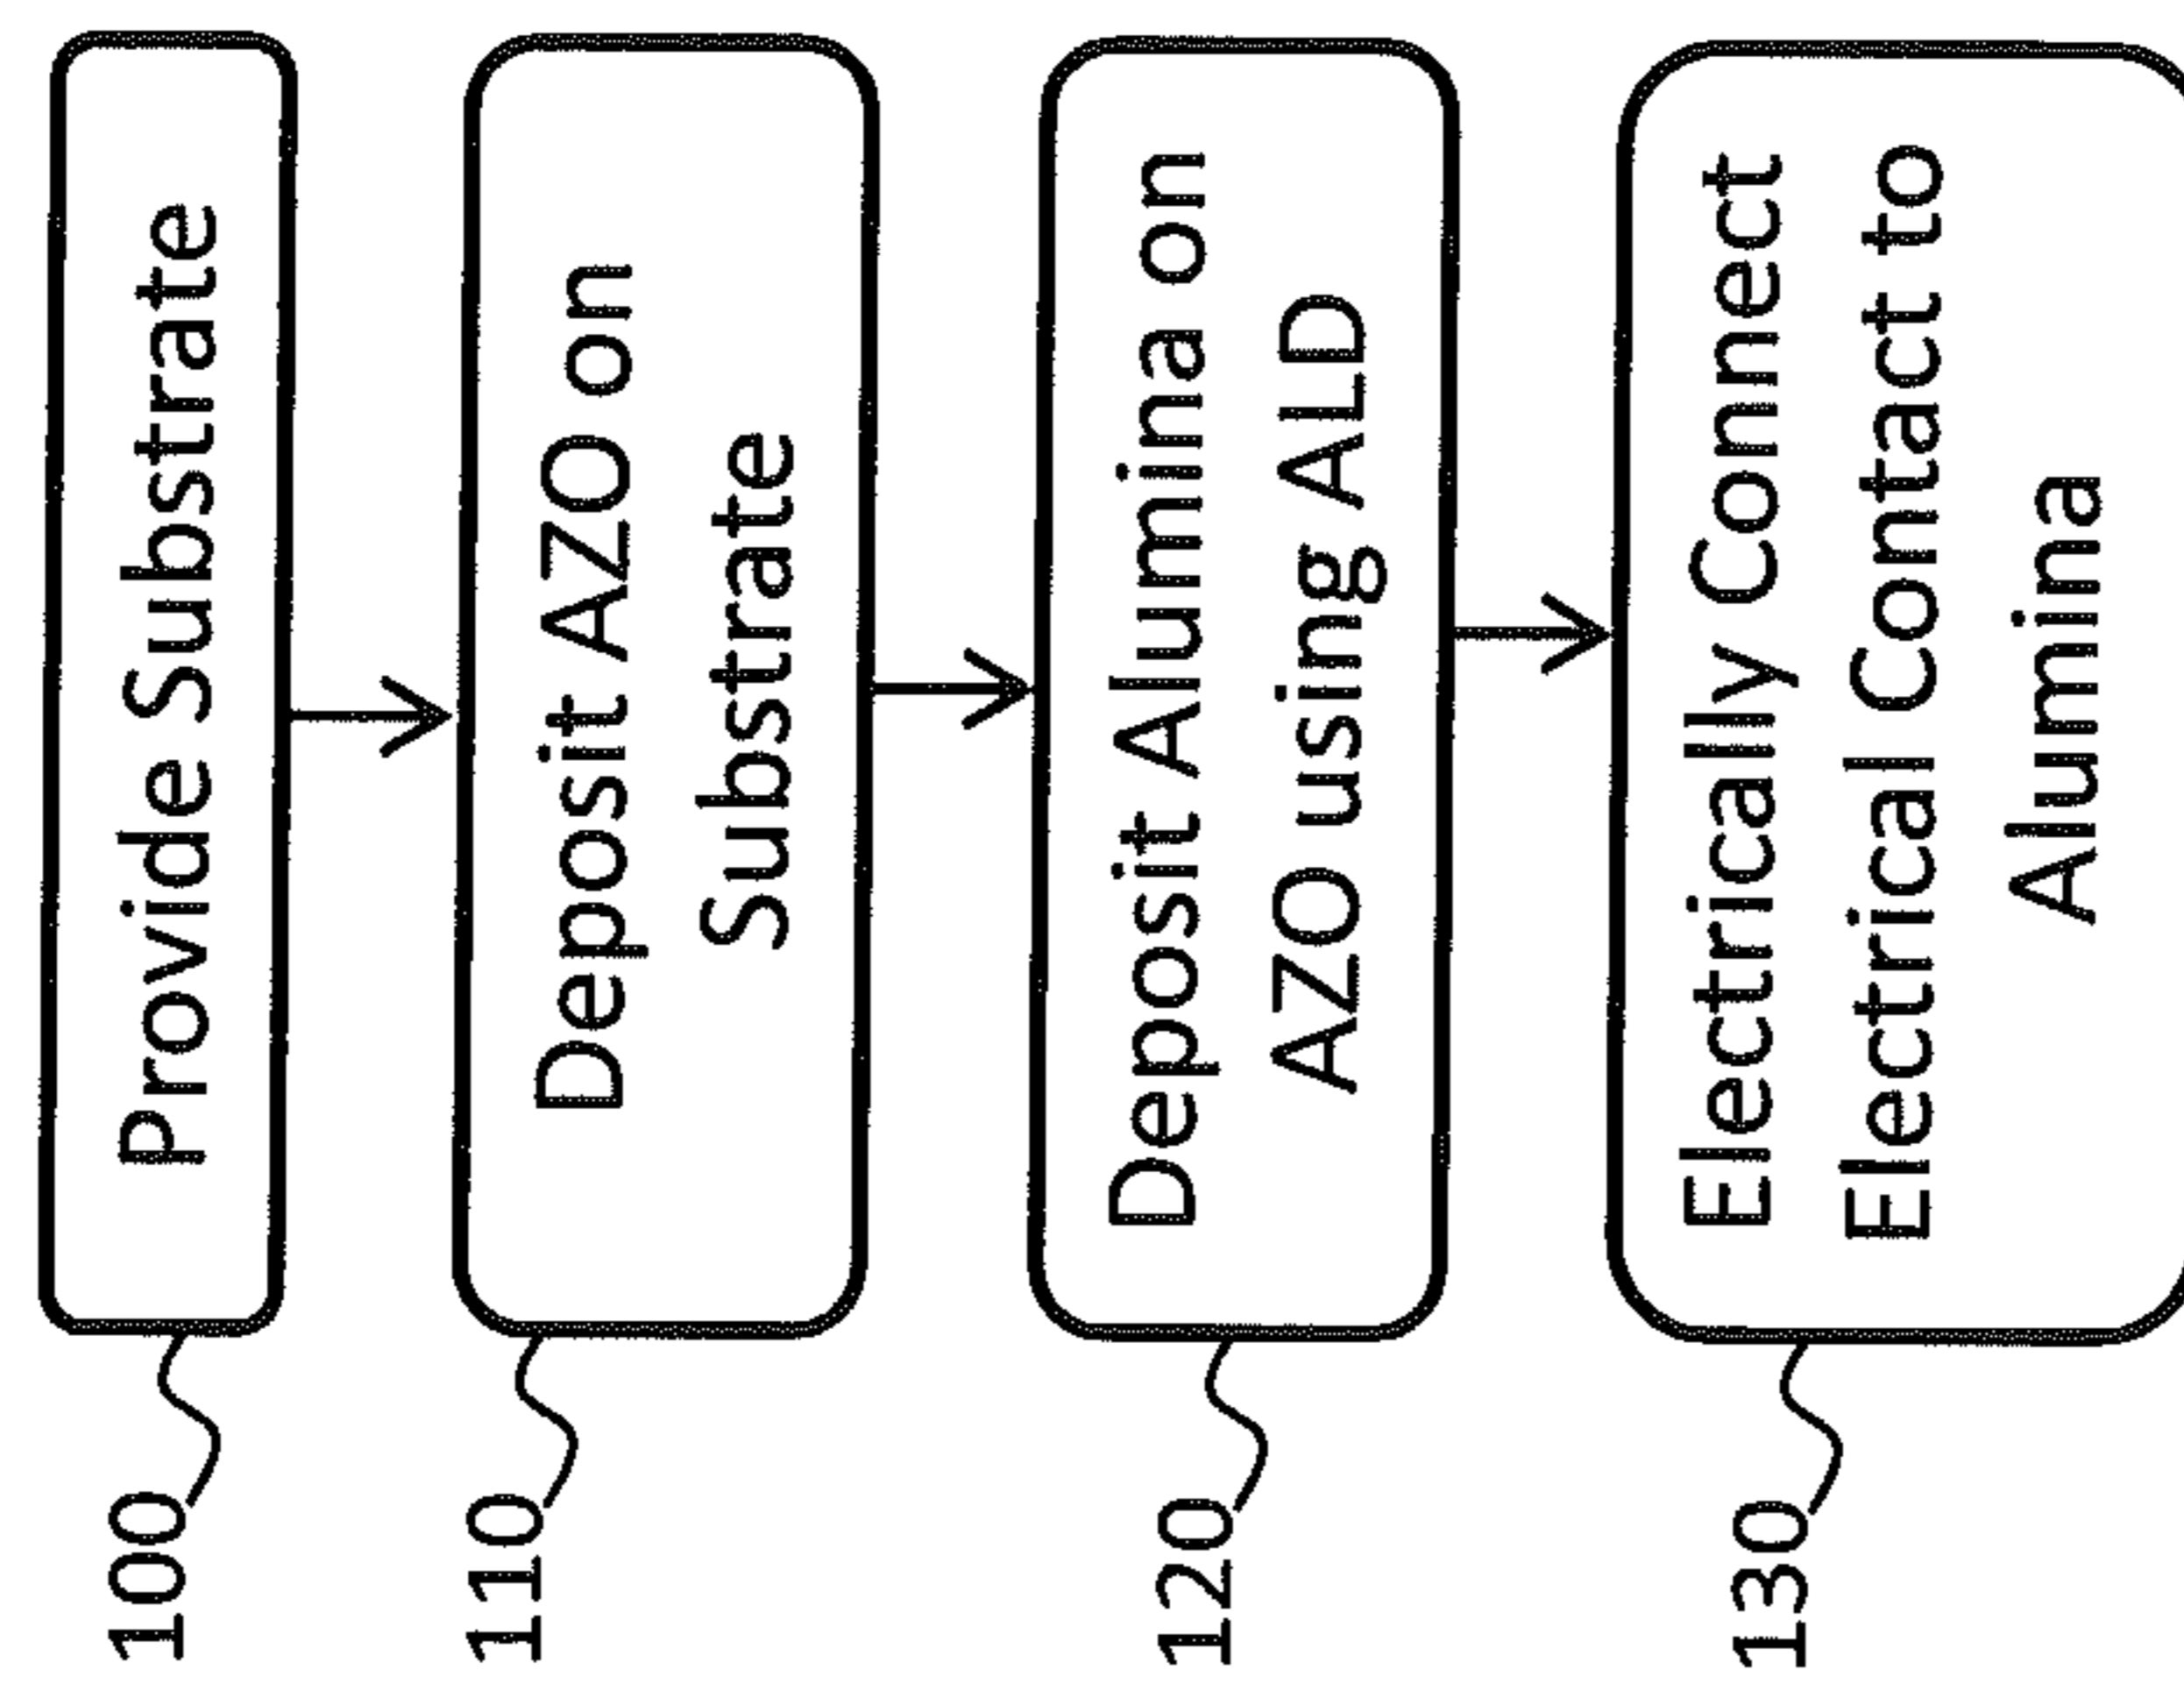 100
Provide Substrate
110
Deposit AZO on
Substrate
120
Deposit Alumina on
AZO using ALD
130
Electrically Connect
Electrical Contact to
Alumina